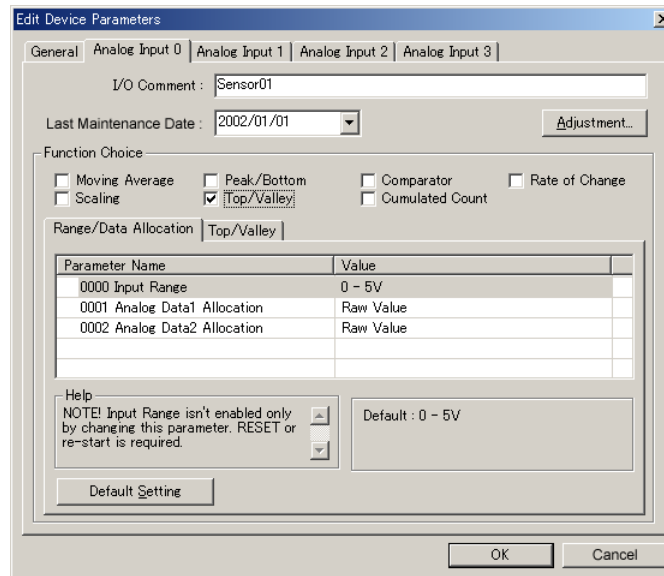 Edit Device Parameters
General Analog Input 0 Analog Input 1 Analog Input 2 Analog Input 3
I/O Comment : Sensor01
Last Maintenance Date : 2002/01/01 Adjustment...
Function Choice
Moving Average Peak/Bottom Comparator Rate of Change
Scaling Top/Valley Cumulated Count
Range/Data Allocation Top/Valley
Parameter Name Value
0000 Input Range 0 - 5V
0001 Analog Data1 Allocation Raw Value
0002 Analog Data2 Allocation Raw Value
Help
NOTE! Input Range isn't enabled only
by changing this parameter. RESET or
re-start is required.
Default : 0 - 5V
Default Setting
OK Cancel